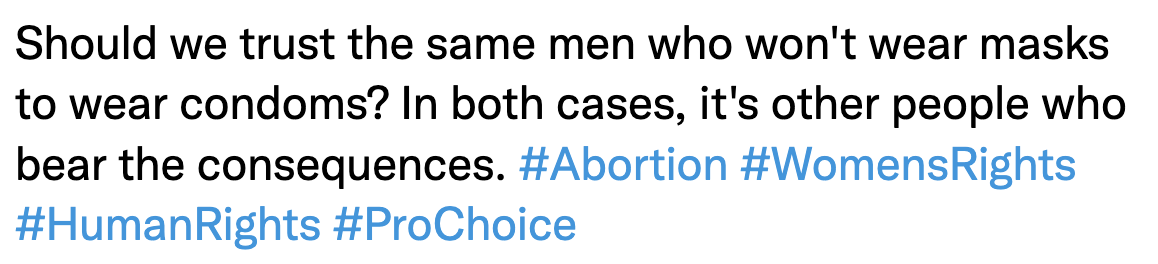 Should we trust the same men who won't wear masks
to wear condoms? In both cases, it's other people who
bear the consequences. #Abortion #WomensRights
#HumanRights #ProChoice